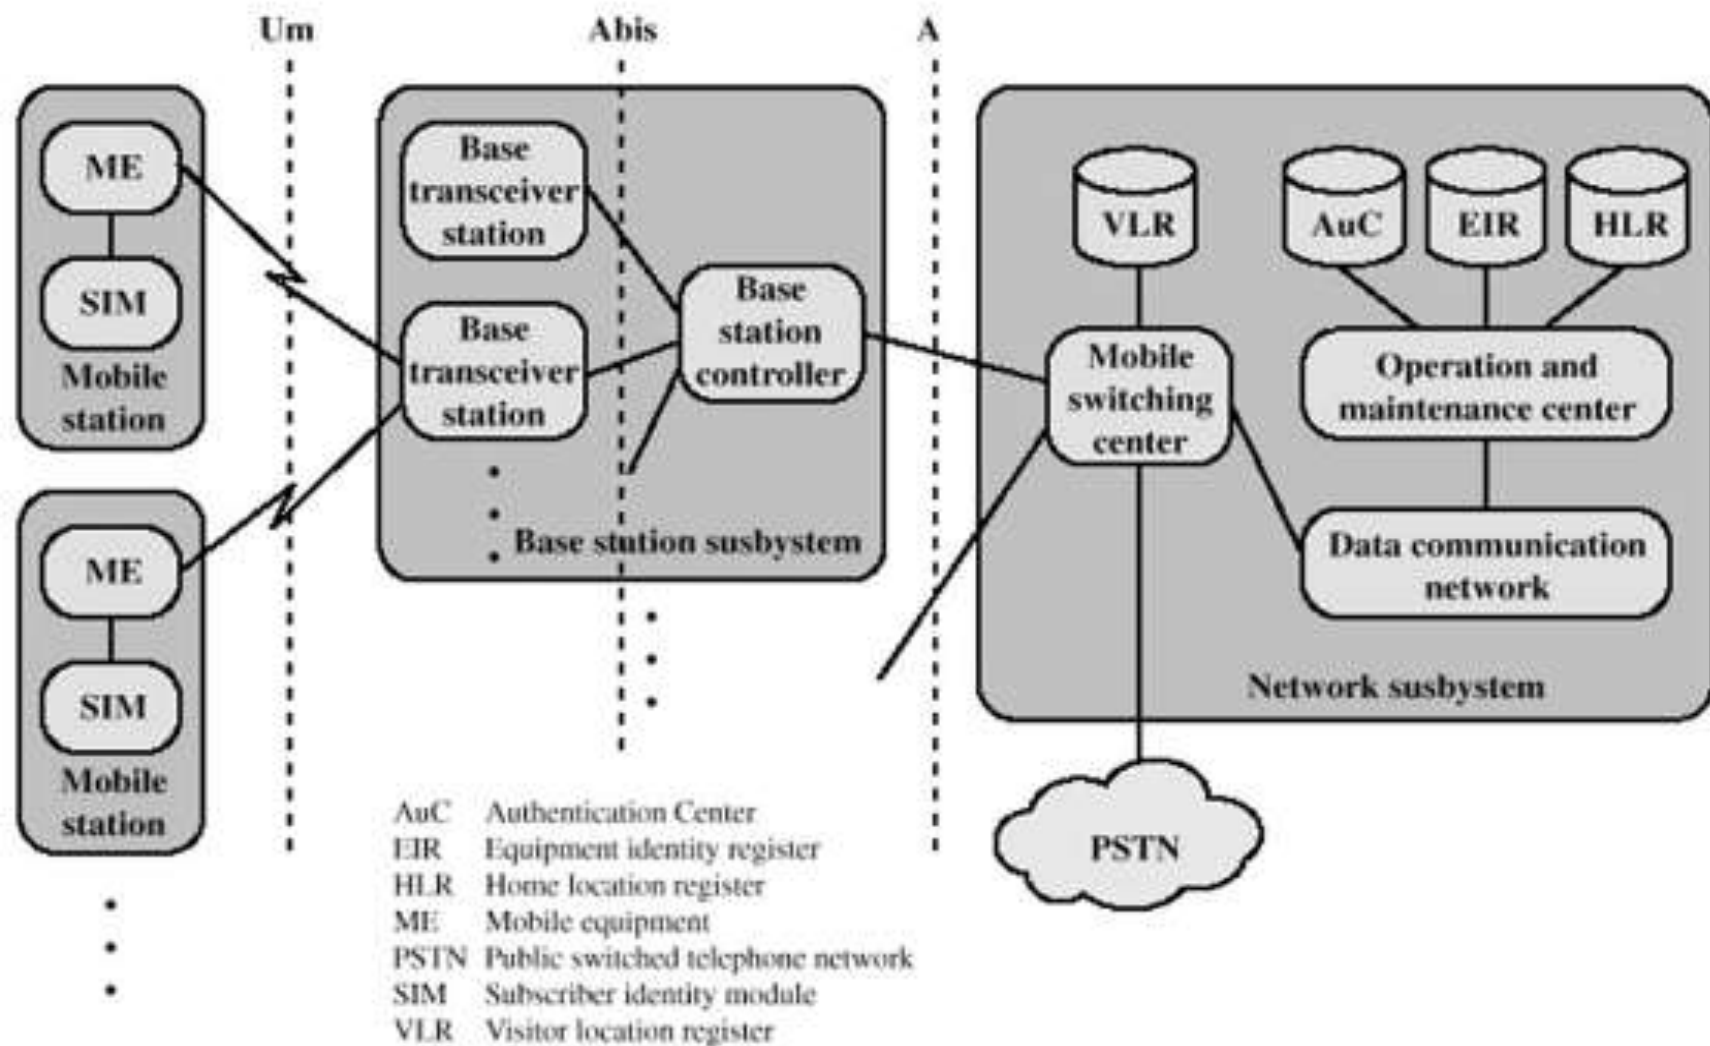 Um
Abis
A
ME
SIM
Mobile
station
ME
SIM
Mobile
station
Base
transceiver
station
Base
transceiver
station
Base
station
controller
Base station susbystem
VLR
AuC
EIR
HLR
Mobile
switching
center
Operation and
maintenance center
Data communication
network
Network susbystem
PSTN
AuC Authentication Center
EIR Equipment identity register
HLR Home location register
ME Mobile equipment
PSTN Public switched telephone network
SIM Subscriber identity module
VLR Visitor location register